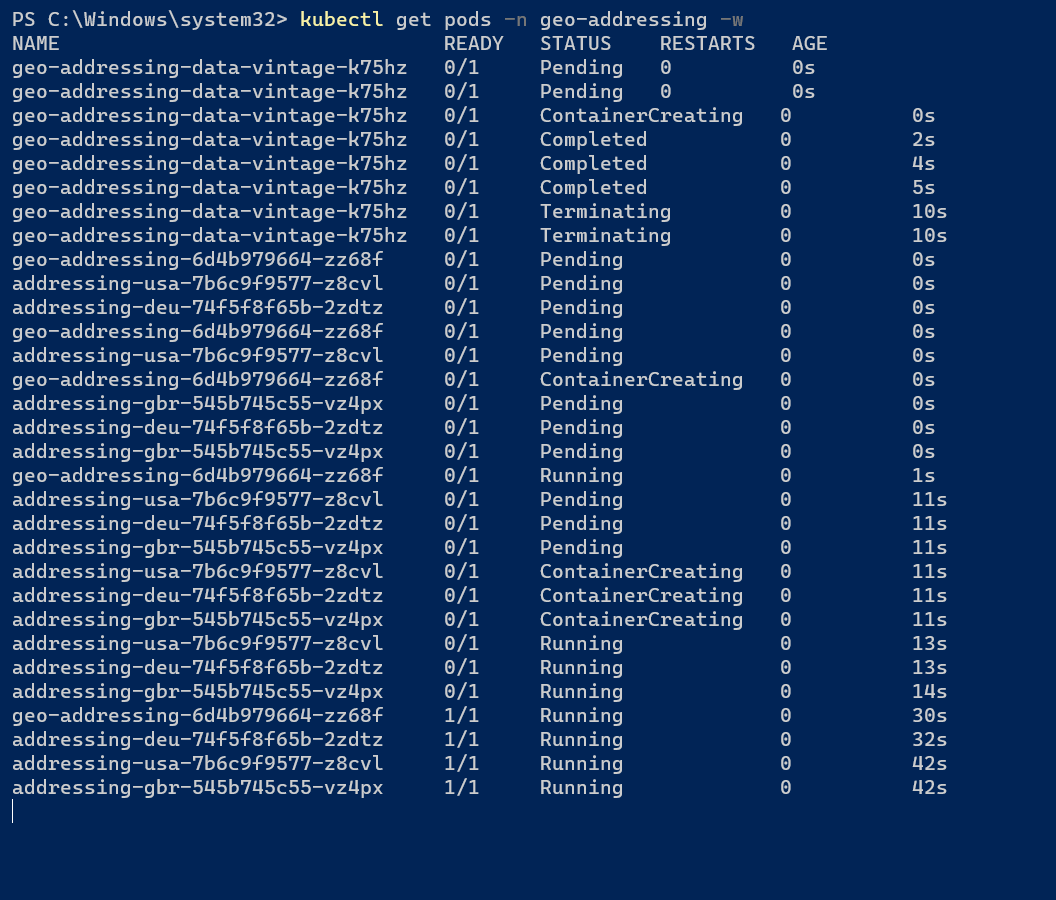 PS C:\Windows\system32> kubectl get pods -n geo-addressing -w
NAME                                READY   STATUS    RESTARTS   AGE
geo-addressing-data-vintage-k75hz   0/1     Pending   0          0s
geo-addressing-data-vintage-k75hz   0/1     Pending   0          0s
geo-addressing-data-vintage-k75hz   0/1     ContainerCreating   0          0s
geo-addressing-data-vintage-k75hz   0/1     Completed           0          2s
geo-addressing-data-vintage-k75hz   0/1     Completed           0          4s
geo-addressing-data-vintage-k75hz   0/1     Completed           0          5s
geo-addressing-data-vintage-k75hz   0/1     Terminating         0          10s
geo-addressing-data-vintage-k75hz   0/1     Terminating         0          10s
geo-addressing-6d4b979664-zz68f     0/1     Pending             0          0s
addressing-usa-7b6c9f9577-z8cvl     0/1     Pending             0          0s
addressing-deu-74f5f8f65b-2zdtz     0/1     Pending             0          0s
geo-addressing-6d4b979664-zz68f     0/1     Pending             0          0s
addressing-usa-7b6c9f9577-z8cvl     0/1     Pending             0          0s
geo-addressing-6d4b979664-zz68f     0/1     ContainerCreating   0          0s
addressing-gbr-545b745c55-vz4px     0/1     Pending             0          0s
addressing-deu-74f5f8f65b-2zdtz     0/1     Pending             0          0s
addressing-gbr-545b745c55-vz4px     0/1     Pending             0          0s
geo-addressing-6d4b979664-zz68f     0/1     Running             0          1s
addressing-usa-7b6c9f9577-z8cvl     0/1     Pending             0          11s
addressing-deu-74f5f8f65b-2zdtz     0/1     Pending             0          11s
addressing-gbr-545b745c55-vz4px     0/1     Pending             0          11s
addressing-usa-7b6c9f9577-z8cvl     0/1     ContainerCreating   0          11s
addressing-deu-74f5f8f65b-2zdtz     0/1     ContainerCreating   0          11s
addressing-gbr-545b745c55-vz4px     0/1     ContainerCreating   0          11s
addressing-usa-7b6c9f9577-z8cvl     0/1     Running             0          13s
addressing-deu-74f5f8f65b-2zdtz     0/1     Running             0          13s
addressing-gbr-545b745c55-vz4px     0/1     Running             0          14s
geo-addressing-6d4b979664-zz68f     1/1     Running             0          30s
addressing-deu-74f5f8f65b-2zdtz     1/1     Running             0          32s
addressing-usa-7b6c9f9577-z8cvl     1/1     Running             0          42s
addressing-gbr-545b745c55-vz4px     1/1     Running             0          42s